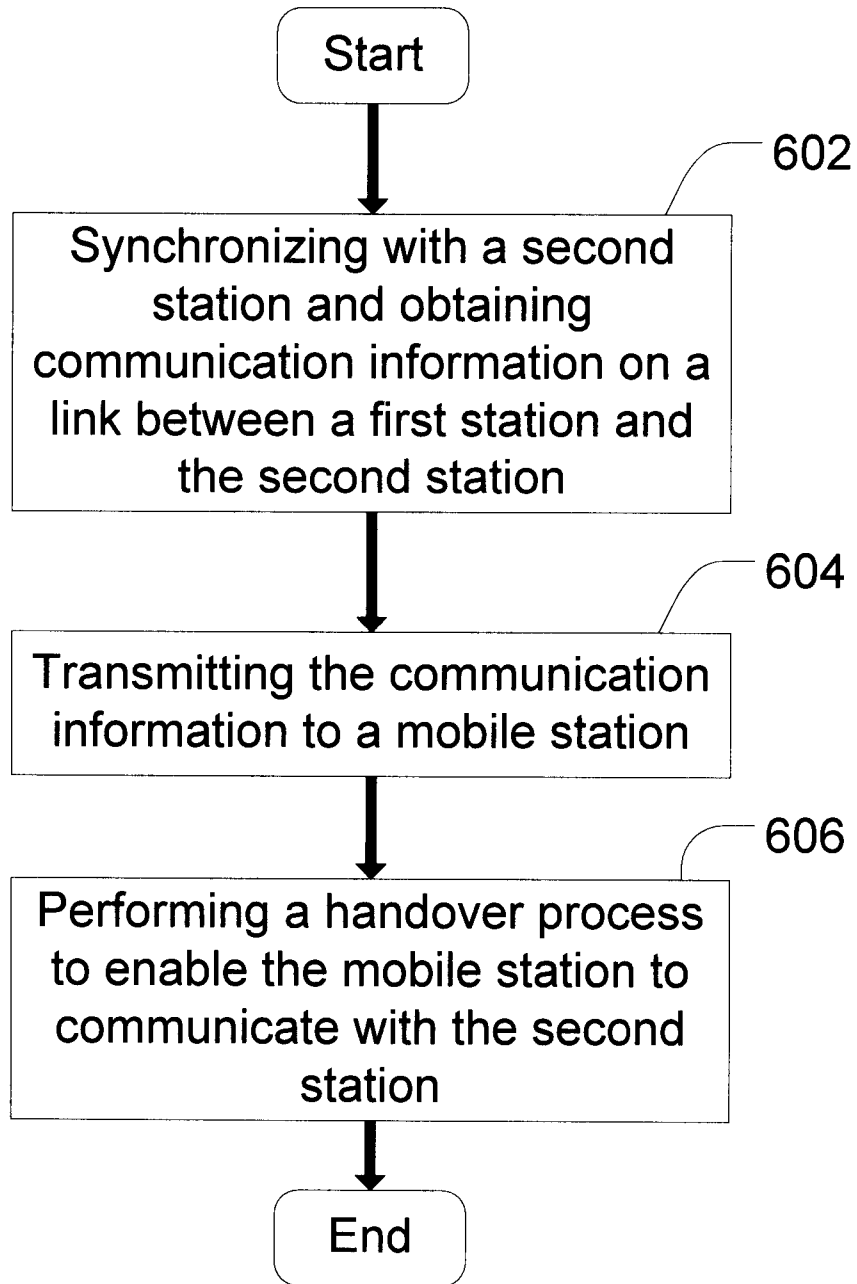 Start
602
Synchronizing with a second
station and obtaining
communication information on a
link between a first station and
the second station
604
Transmitting the communication
information to a mobile station
606
Performing a handover process
to enable the mobile station to
communicate with the second
station
End